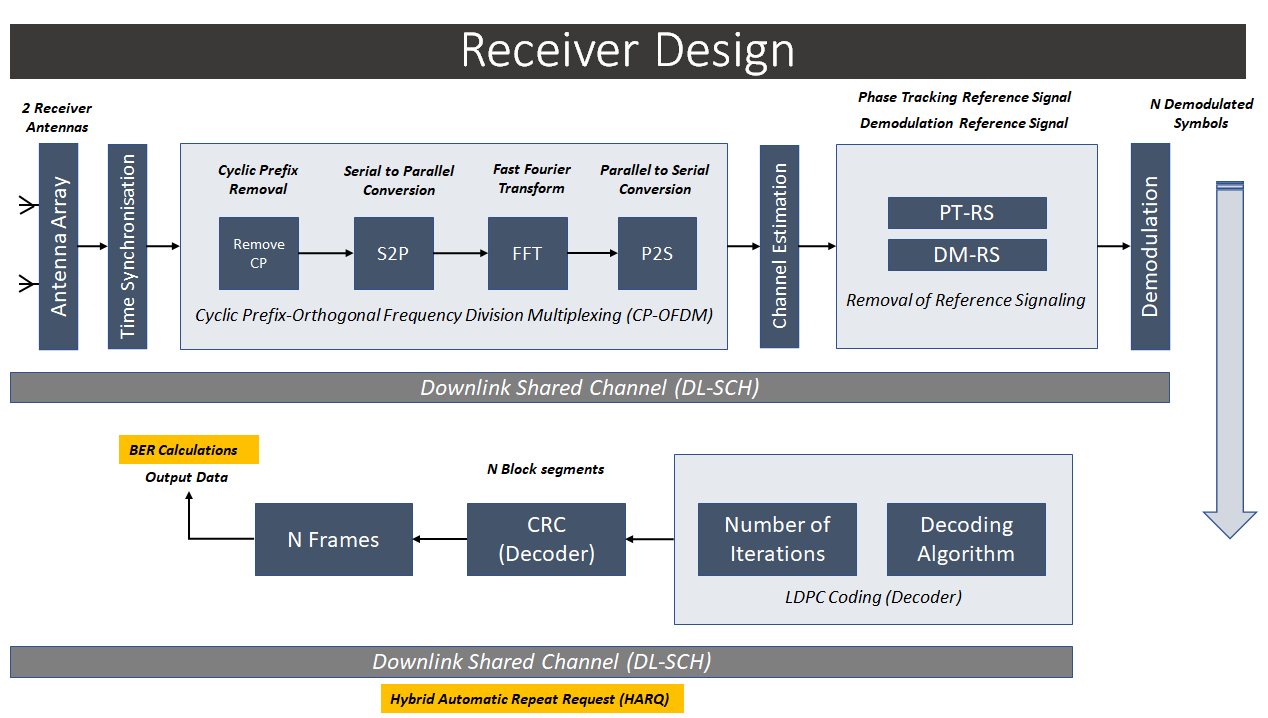 Receiver Design
2 Receiver
Antennas
Phase Tracking Reference Signal
Demodulation Reference Signal
N Demodulated
Symbols
Antenna Array
Time Synchronisation
Cyclic Prefix
Removal
Serial to Parallel
Conversion
Fast Fourier
Transform
Parallel to Serial
Conversion
Remove
CP
S2P
FFT
P2S
Cyclic Prefix-Orthogonal Frequency Division Multiplexing (CP-OFDM)
Channel Estimation
PT-RS
DM-RS
Removal of Reference Signaling
Demodulation
Downlink Shared Channel (DL-SCH)
BER Calculations
Output Data
N Frames
N Block segments
CRC
(Decoder)
Number of
Iterations
Decoding
Algorithm
LDPC Coding (Decoder)
Downlink Shared Channel (DL-SCH)
Hybrid Automatic Repeat Request (HARQ)